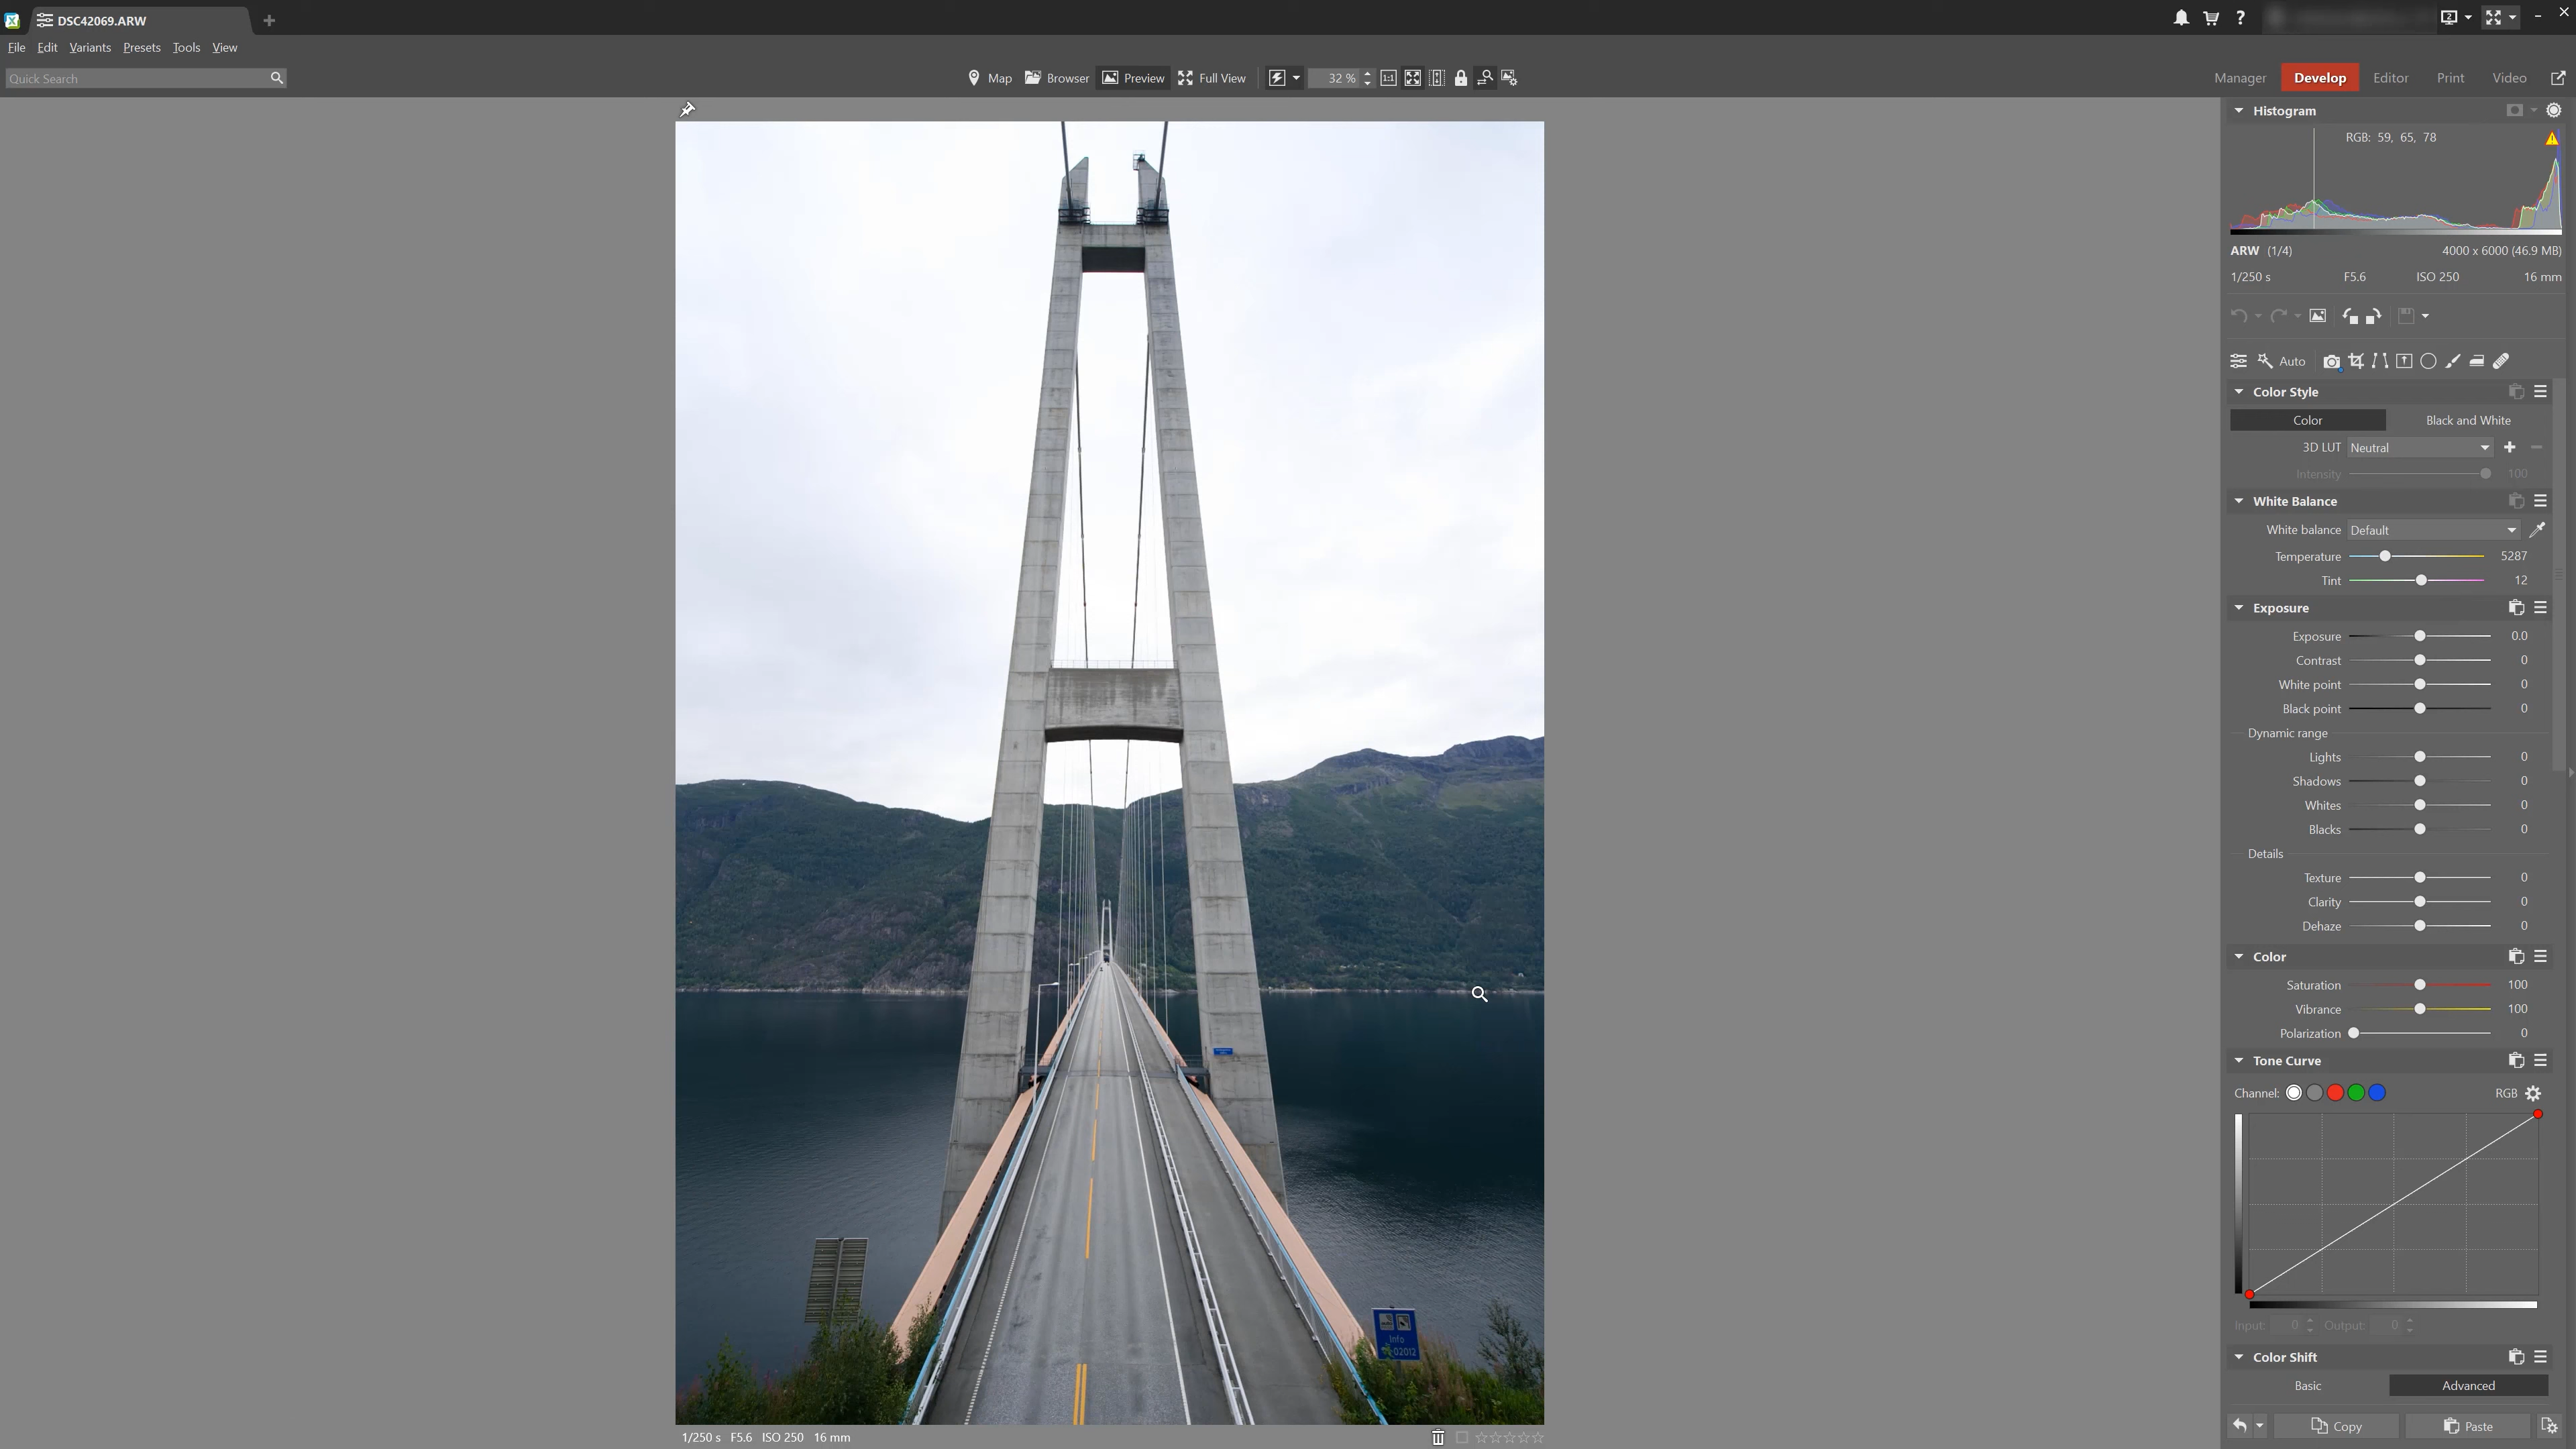 DSC42069.ARW
File Edit Variants Presets Tools View
Quick Search
Map Browser Preview Full View 32 % 1:1
Manager Develop Editor Print Video
Histogram
RGB: 59, 65, 78
ARW (1/4) 4000 x 6000 (46.9 MB)
1/250 s F5.6 ISO 250 16 mm
Auto
Color Style
Color Black and White
3D LUT Neutral
Intensity 100
White Balance
White balance Default
Temperature 5287
Tint 12
Exposure
Exposure 0.0
Contrast 0
White point 0
Black point 0
Dynamic range
Lights 0
Shadows 0
Whites 0
Blacks 0
Details
Texture 0
Clarity 0
Dehaze 0
Color
Saturation 100
Vibrance 100
Polarization 0
Tone Curve
Channel: RGB
Input: 0 Output: 0
Color Shift
Basic Advanced
Copy Paste
Info
1/250 s F5.6 ISO 250 16 mm